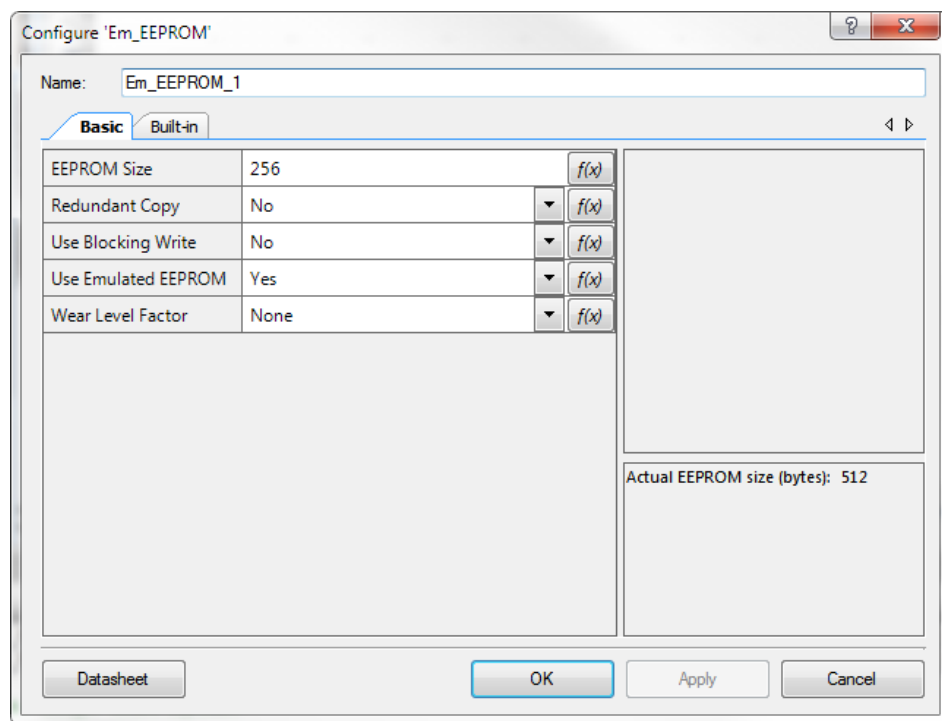 Configure 'Em_EEPROM'
?
Name: Em_EEPROM_1
Basic Built-in
EEPROM Size 256 f(x)
Redundant Copy No f(x)
Use Blocking Write No f(x)
Use Emulated EEPROM Yes f(x)
Wear Level Factor None f(x)
Actual EEPROM size (bytes): 512
Datasheet OK Apply Cancel